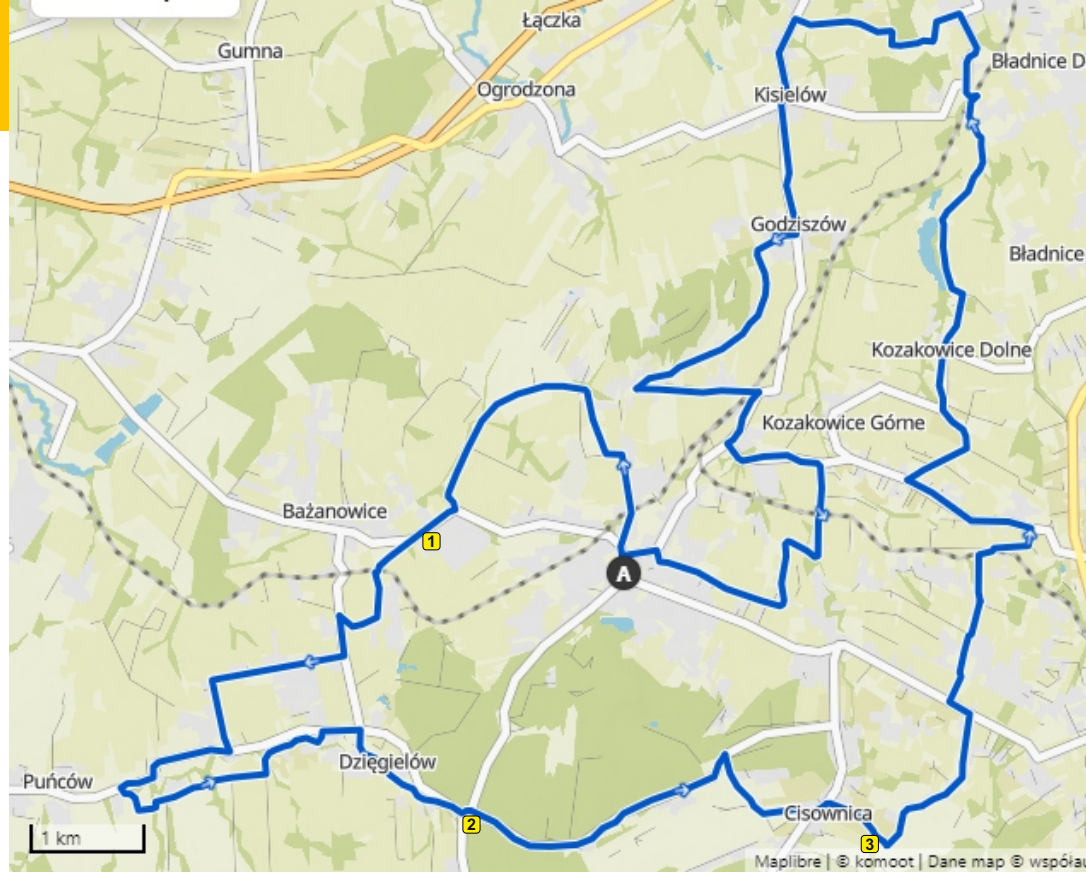 Łączka
Gumna
Bładnice D
Ogrodzona
Kisielów
Godziszów
Bładnice
Kozakowice Dolne
Kozakowice Górne
Bażanowice
1
A
Dzięgielów
Puńców
Cisownica
2
1 km
3
Maplibre | © komoot | Dane map © współau